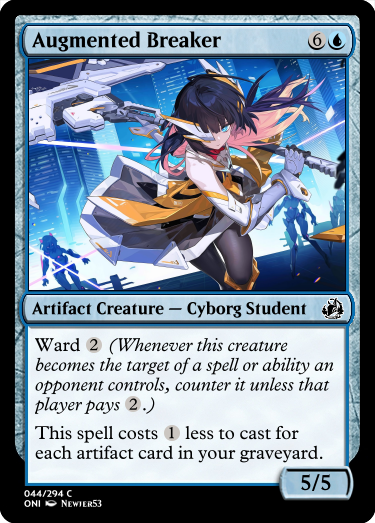 Augmented Breaker 6
Artifact Creature — Cyborg Student
Ward 2 (Whenever this creature
becomes the target of a spell or ability an
opponent controls, counter it unless that
player pays 2.)
This spell costs 1 less to cast for
each artifact card in your graveyard.
5/5
044/294 C
ONI Newjer53